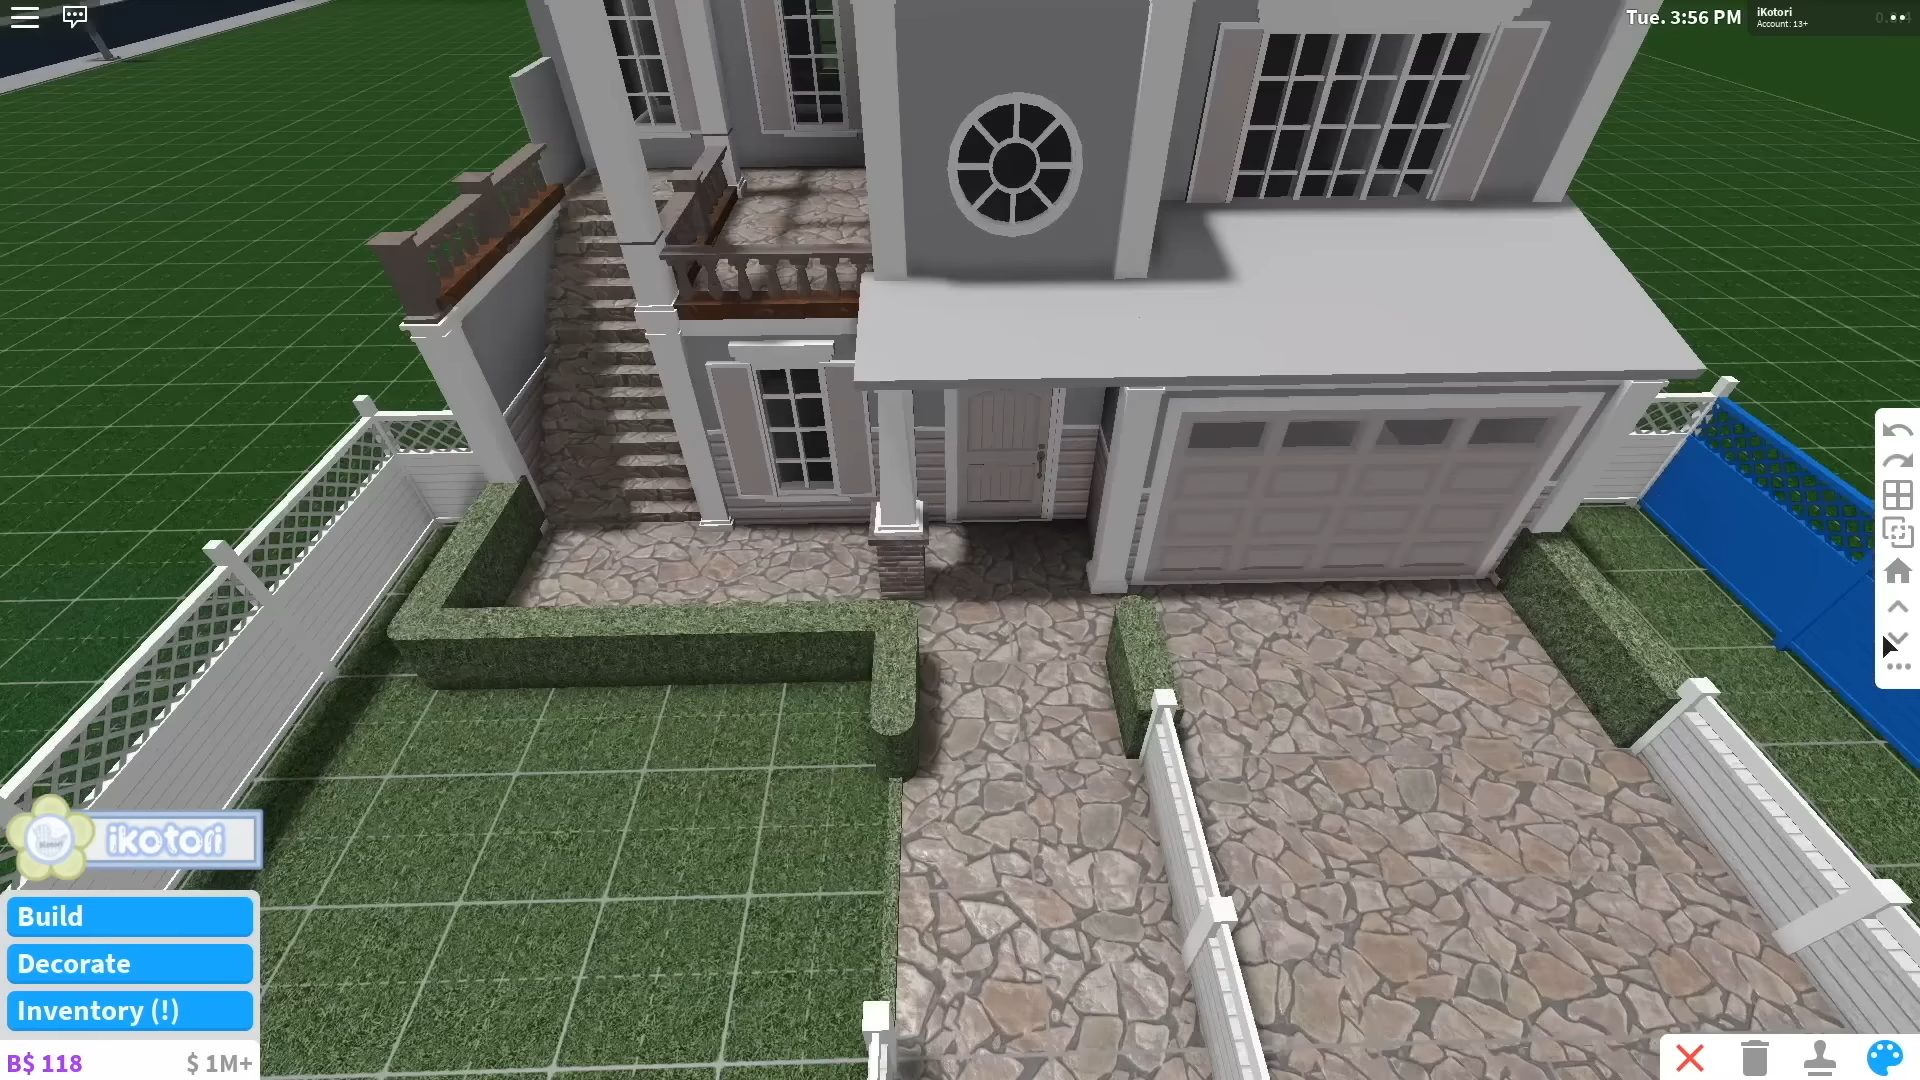 Tue. 3:56 PM
iKotori
Account: 13+
ikotori
Build
Decorate
Inventory (!)
B$ 118
$ 1M+